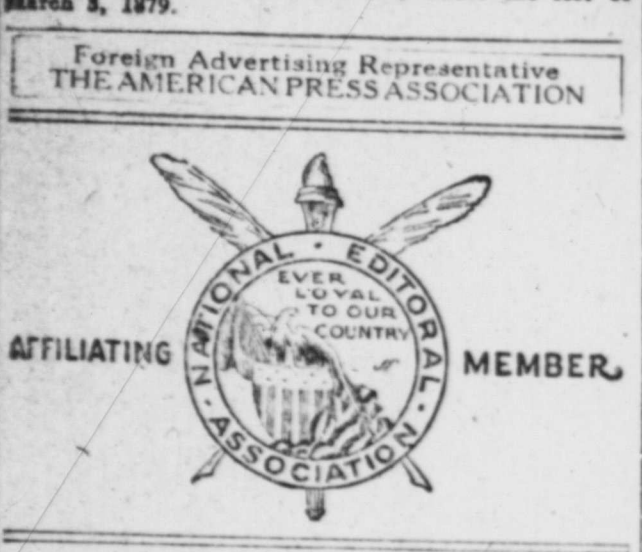 March 3, 1879.
Foreign Advertising Representative
THE AMERICAN PRESS ASSOCIATION
NATIONAL · EDITORAL ·
ASSOCIATION
EVER
LOYAL
TO OUR
COUNTRY
AFFILIATING
MEMBER